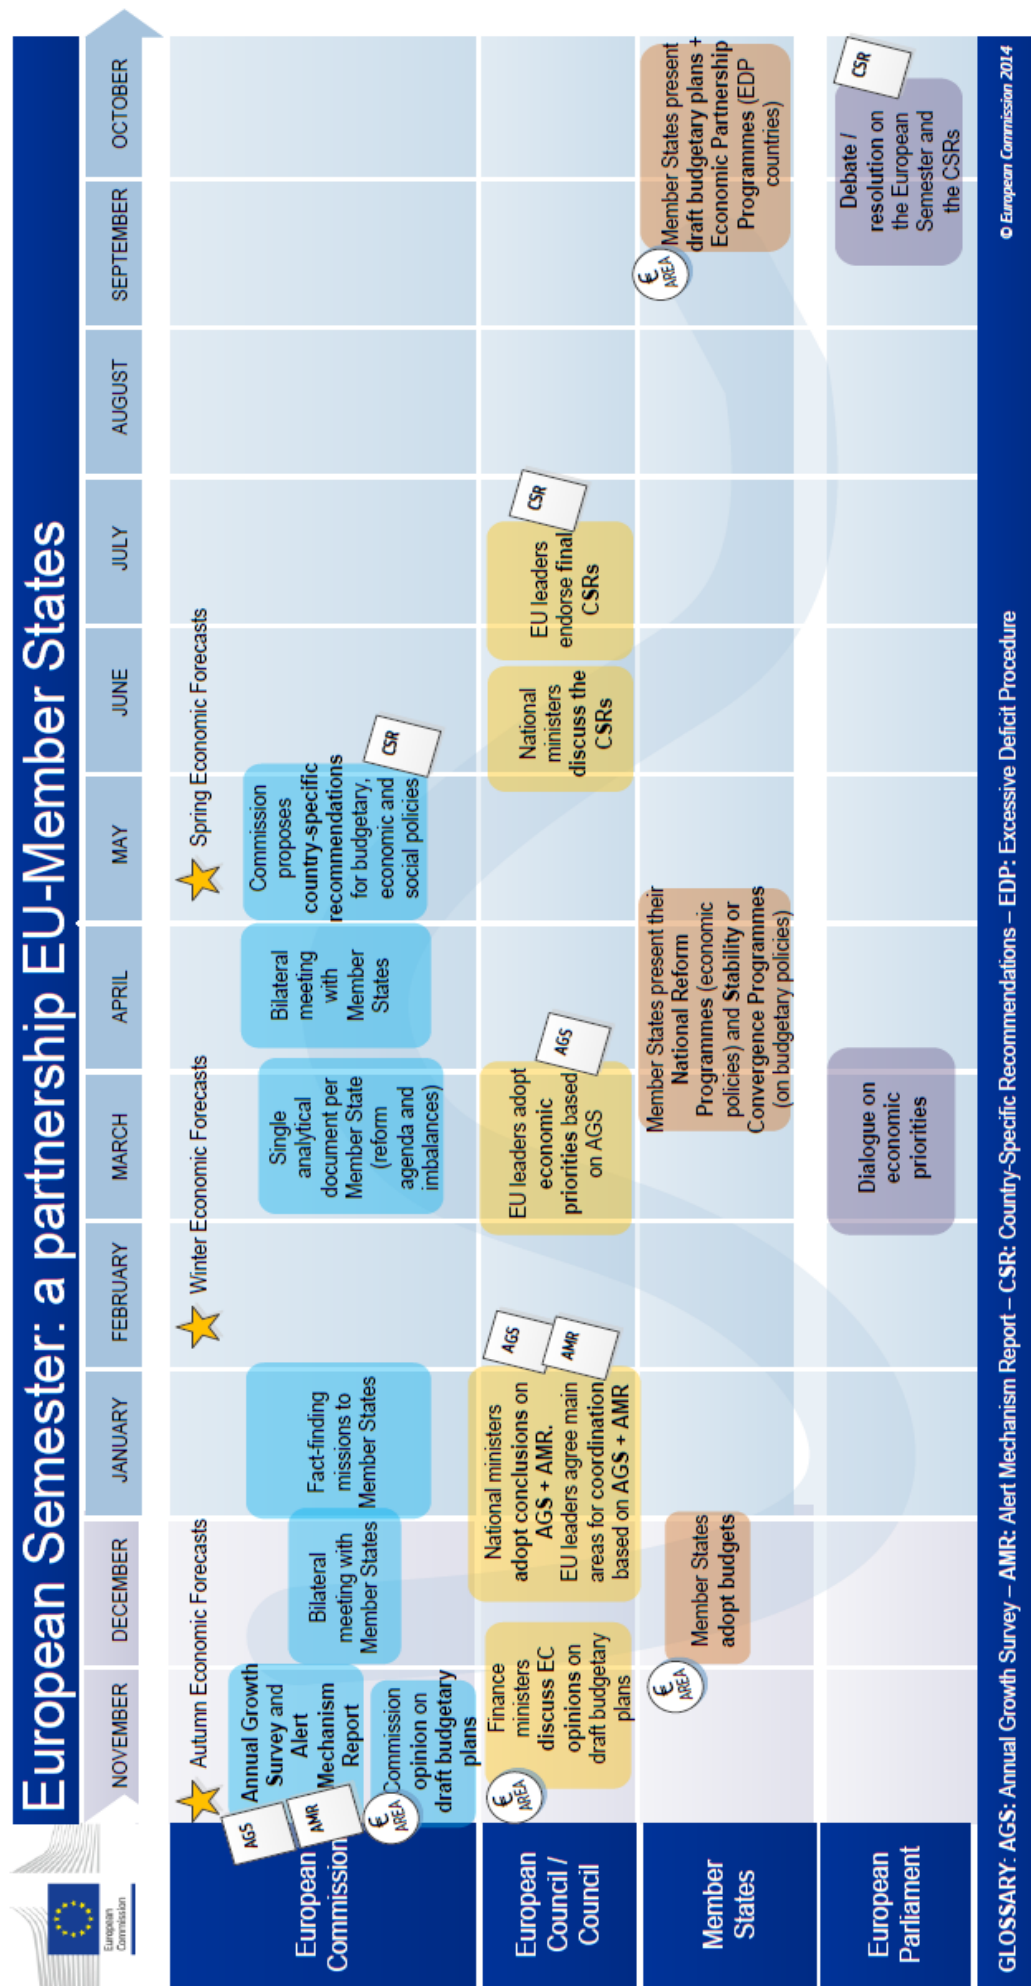 European Semester: a partnership EU-Member States
European
Commission
NOVEMBER
DECEMBER
JANUARY
FEBRUARY
MARCH
APRIL
MAY
JUNE
JULY
AUGUST
SEPTEMBER
OCTOBER
European
Commission
Autumn Economic Forecasts
Winter Economic Forecasts
Spring Economic Forecasts
AGS
AMR
Annual Growth
Survey and
Alert
Mechanism
Report
€
AREA
Commission
opinion on
draft budgetary
plans
Bilateral
meeting with
Member States
Fact-finding
missions to
Member States
Single
analytical
document per
Member State
(reform
agenda and
imbalances)
Bilateral
meeting
with
Member
States
Commission
proposes
country-specific
recommendations
for budgetary,
economic and
social policies
CSR
European
Council /
Council
€
AREA
Finance
ministers
discuss EC
opinions on
draft budgetary
plans
National ministers
adopt conclusions on
AGS + AMR.
EU leaders agree main
areas for coordination
based on AGS + AMR
AGS
AMR
EU leaders adopt
economic
priorities based
on AGS
AGS
National
ministers
discuss the
CSRs
EU leaders
endorse final
CSRs
CSR
Member
States
€
AREA
Member States
adopt budgets
Member States present their
National Reform
Programmes (economic
policies) and Stability or
Convergence Programmes
(on budgetary policies)
€
AREA
Member States present
draft budgetary plans +
Economic Partnership
Programmes (EDP
countries)
European
Parliament
Dialogue on
economic
priorities
Debate /
resolution on
the European
Semester and
the CSRs
CSR
GLOSSARY: AGS: Annual Growth Survey – AMR: Alert Mechanism Report – CSR: Country-Specific Recommendations – EDP: Excessive Deficit Procedure
© European Commission 2014